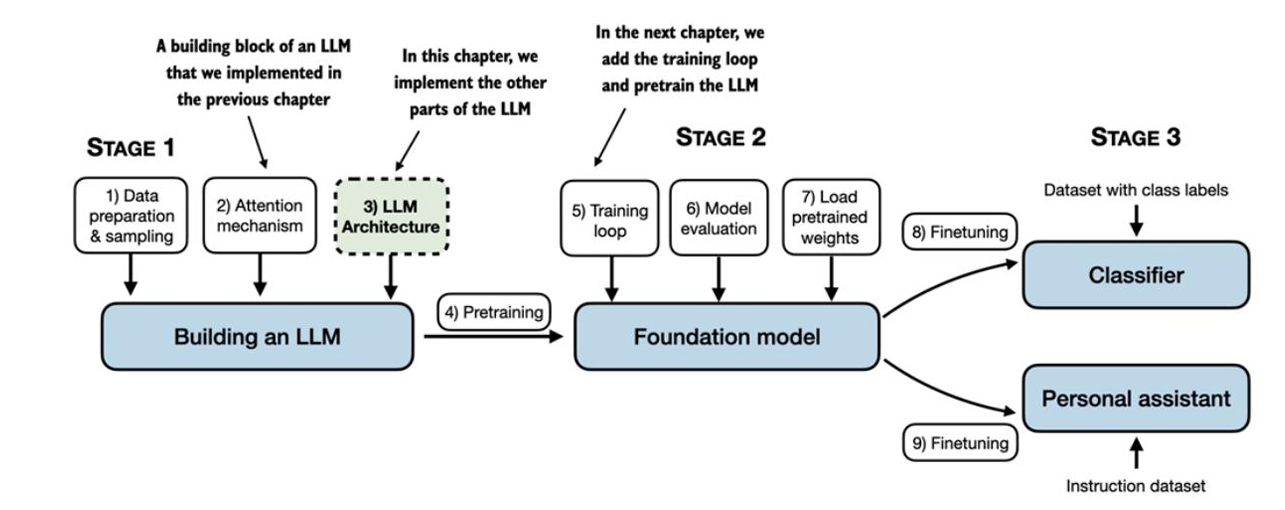 A building block of an LLM
that we implemented in
the previous chapter
In this chapter, we
implement the other
parts of the LLM
In the next chapter, we
add the training loop
and pretrain the LLM
STAGE 1
STAGE 2
STAGE 3
1) Data
preparation
& sampling
2) Attention
mechanism
3) LLM
Architecture
5) Training
loop
6) Model
evaluation
7) Load
pretrained
weights
Dataset with class labels
8) Finetuning
Classifier
Building an LLM
4) Pretraining
Foundation model
Personal assistant
9) Finetuning
Instruction dataset